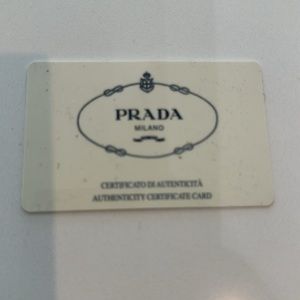 PRADA
MILANO
CERTIFICATO DI AUTENTICITÀ
AUTHENTICITY CERTIFICATE CARD